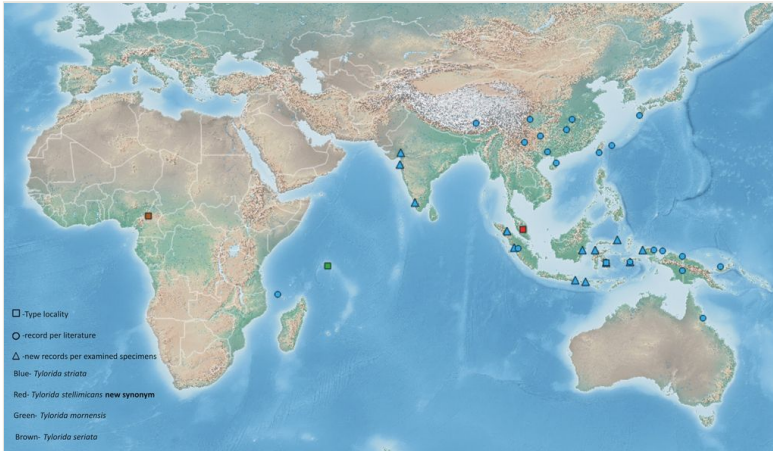 -Type locality
-record per literature
-new records per examined specimens
Blue- Tylorida striata
Red- Tylorida stellimicans new synonym
Green- Tylorida mornensis
Brown- Tylorida seriata